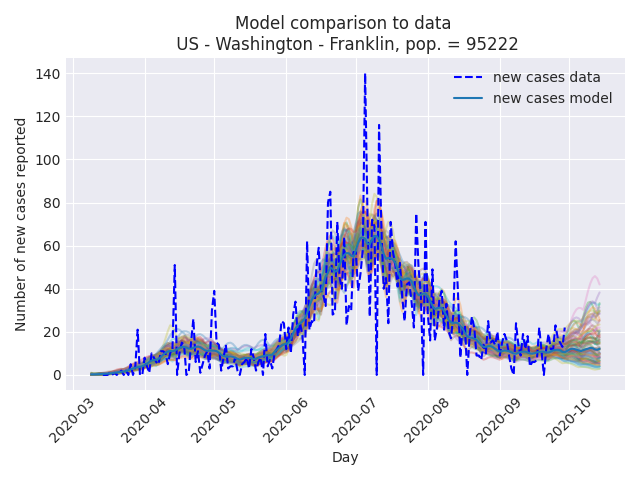 Model comparison to data
US - Washington - Franklin, pop. = 95222
new cases data
new cases model
Number of new cases reported
140
120
100
80
60
40
20
0
2020-03
2020-04
2020-05
2020-06
2020-07
2020-08
2020-09
2020-10
Day